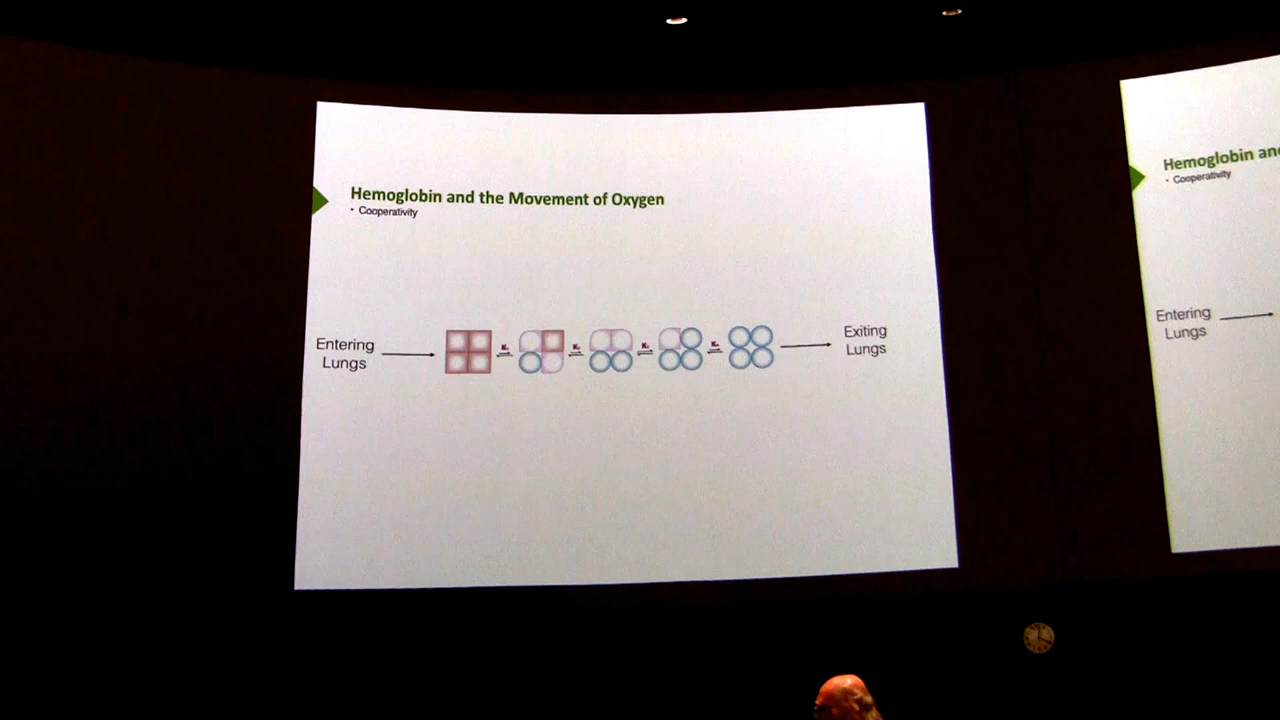 Hemoglobin and the Movement of Oxygen
• Cooperativity
Entering
Lungs
Exiting
Lungs
Hemoglobin an
• Cooperativity
Entering
Lungs